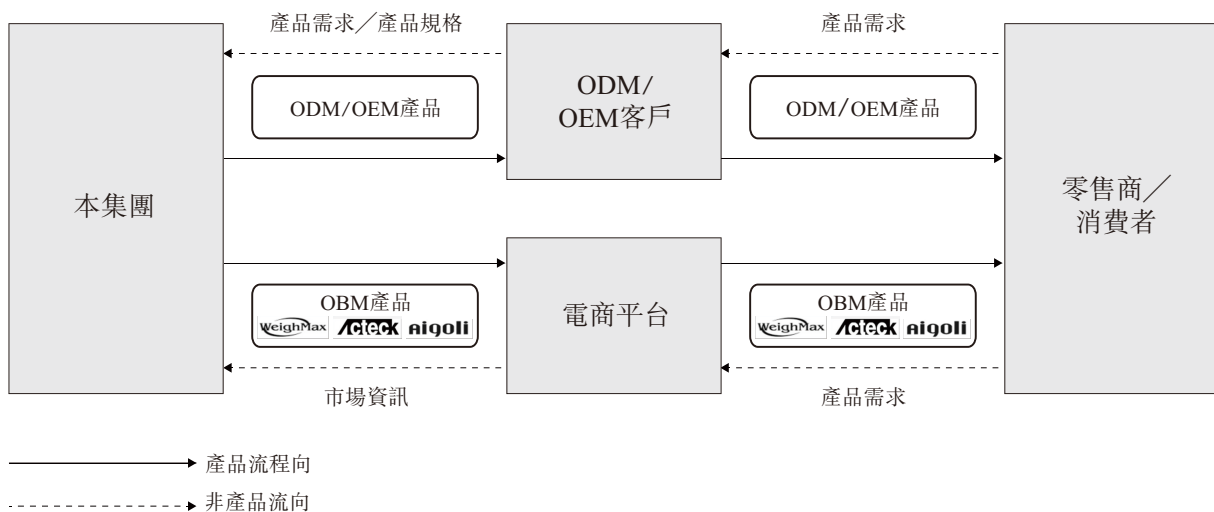 產品需求／產品規格
產品需求
本集團
ODM/OEM產品
ODM/
OEM客戶
ODM/OEM產品
零售商／
消費者
OBM產品
WeighMax Acteck Aigoli
電商平台
OBM產品
WeighMax Acteck Aigoli
市場資訊
產品需求
產品流程向
非產品流向